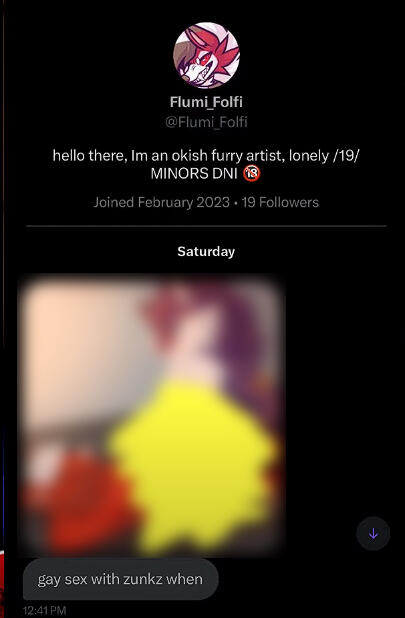 Flumi_Folfi
@Flumi_Folfi
hello there, Im an okish furry artist, lonely /19/
MINORS DNI 🔞
Joined February 2023 • 19 Followers
Saturday
gay sex with zunkz when
12:41 PM